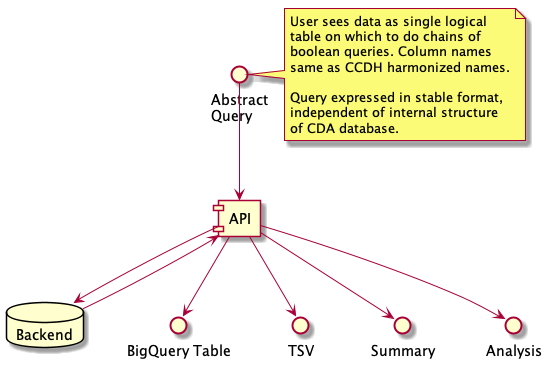 User sees data as single logical
table on which to do chains of
boolean queries. Column names
same as CCDH harmonized names.
Query expressed in stable format,
independent of internal structure
of CDA database.
Abstract
Query
API
Backend
BigQuery Table
TSV
Summary
Analysis